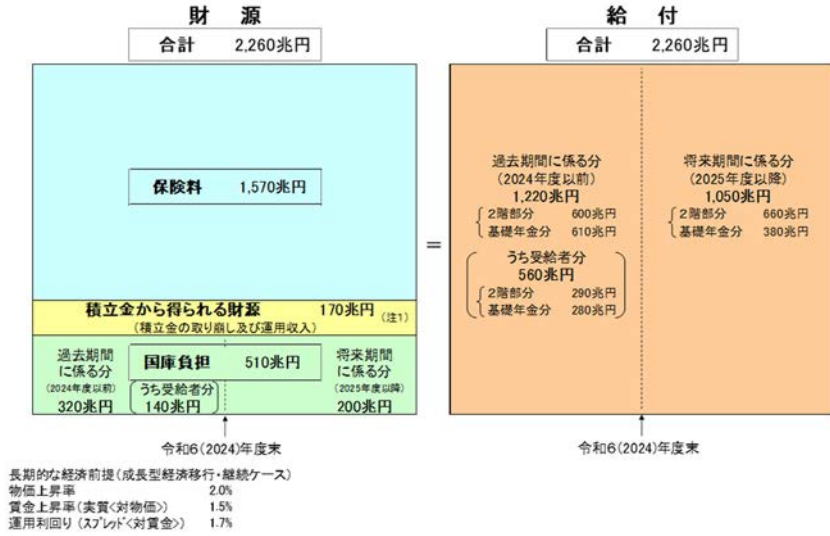 財　源
合計　2,260兆円
保険料　1,570兆円
積立金から得られる財源　170兆円 (注1)
(積立金の取り崩し及び運用収入)
過去期間
に係る分
(2024年度以前)
320兆円
国庫負担　510兆円
うち受給者分
140兆円
将来期間
に係る分
(2025年度以降)
200兆円
令和6(2024)年度末
=
給　付
合計　2,260兆円
過去期間に係る分
(2024年度以前)
1,220兆円
2階部分　600兆円
基礎年金分　610兆円
うち受給者分
560兆円
2階部分　290兆円
基礎年金分　280兆円
将来期間に係る分
(2025年度以降)
1,050兆円
2階部分　660兆円
基礎年金分　380兆円
令和6(2024)年度末
長期的な経済前提(成長型経済移行・継続ケース)
物価上昇率　2.0%
賃金上昇率(実質<対物価>)　1.5%
運用利回り(スプレッド<対賃金>)　1.7%